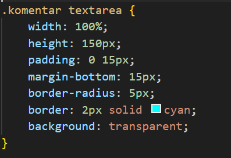 .komentar textarea {
    width: 100%;
    height: 150px;
    padding: 0 15px;
    margin-bottom: 15px;
    border-radius: 5px;
    border: 2px solid cyan;
    background: transparent;
}